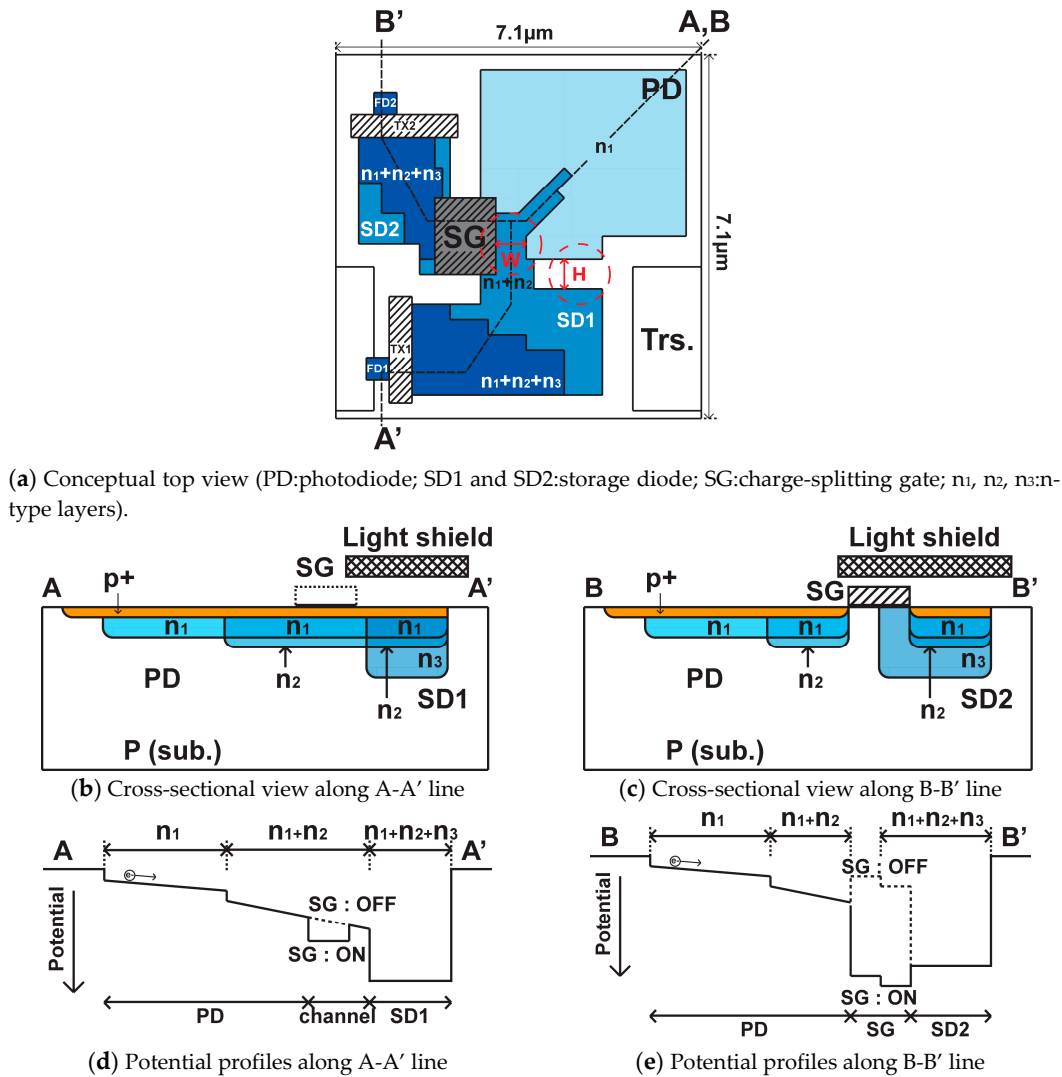 B'
7.1µm
A,B
PD
FD2
TX2
n1
n1+n2+n3
7.1µm
SD2
SG
W
H
n1+n2
SD1
TX1
Trs.
FD1
n1+n2+n3
A'
(a) Conceptual top view (PD:photodiode; SD1 and SD2:storage diode; SG:charge-splitting gate; n1, n2, n3:n-
type layers).
Light shield
SG
A
A'
p+
n1
n1
n1
n3
PD
n2
SD1
n2
P (sub.)
(b) Cross-sectional view along A-A’ line
Light shield
B
SG
B'
p+
n1
n1
n1
n3
PD
n2
SD2
n2
P (sub.)
(c) Cross-sectional view along B-B’ line
n1
n1+n2
n1+n2+n3
A
A'
e-
SG : OFF
Potential
SG : ON
PD
channel
SD1
(d) Potential profiles along A-A’ line
n1
n1+n2
n1+n2+n3
B
B'
e-
SG : OFF
Potential
SG : ON
PD
SG
SD2
(e) Potential profiles along B-B’ line